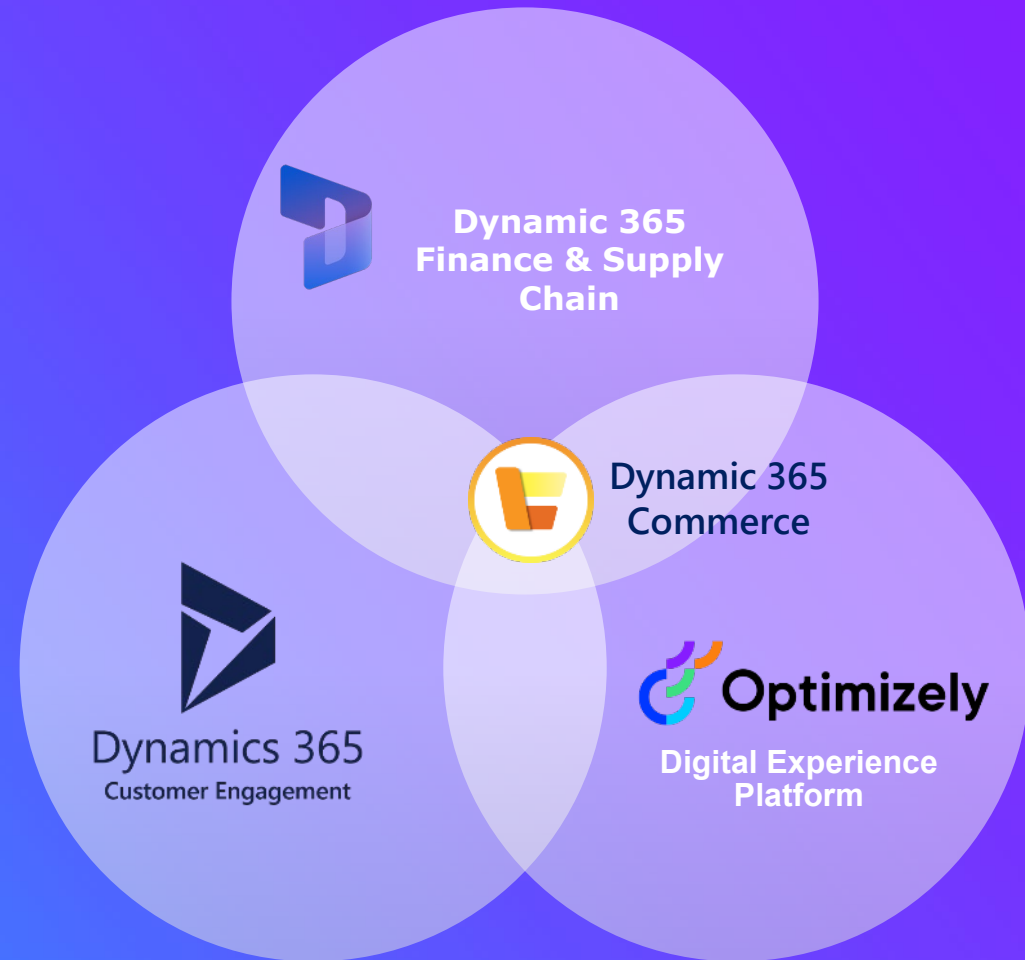 Dynamic 365
Finance & Supply
Chain
Dynamic 365
Commerce
Dynamics 365
Customer Engagement
Optimizely
Digital Experience
Platform